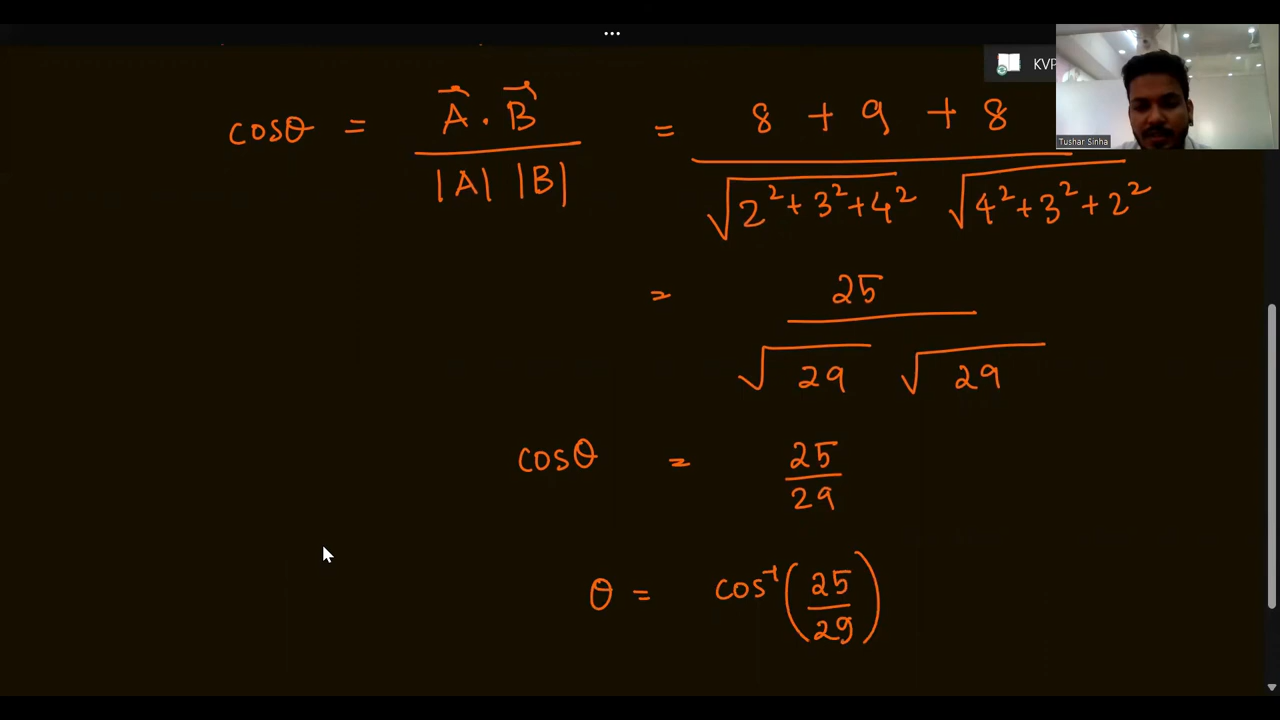 ...
KVP
Tushar Sinha
cosθ = A⃗ · B⃗ / |A| |B| = 8 + 9 + 8 / √(2² + 3² + 4²) √(4² + 3² + 2²)
= 25 / √29 √29
cosθ = 25/29
θ = cos⁻¹(25/29)